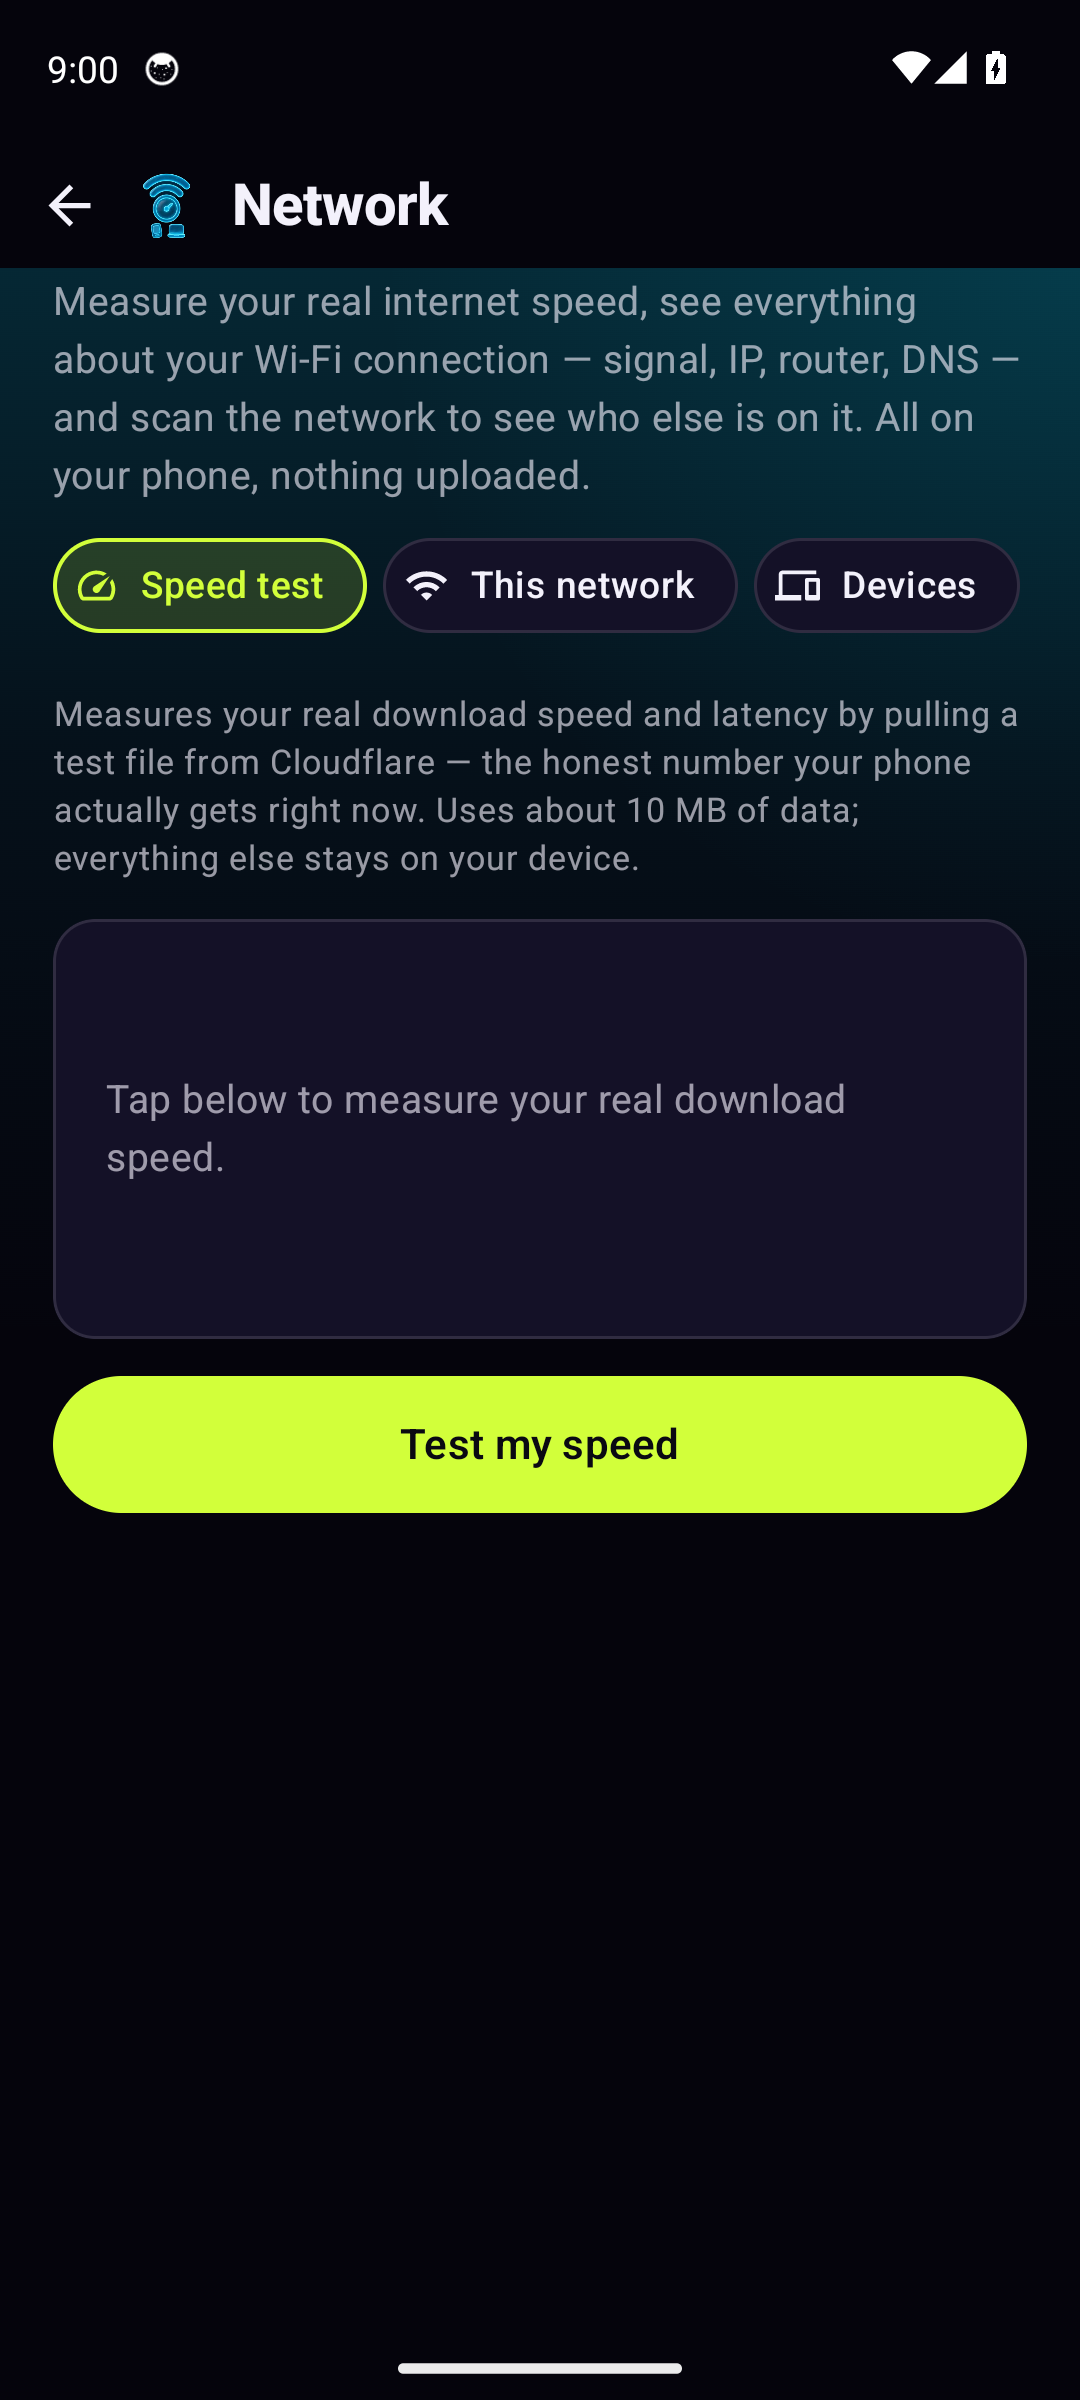 9:00
Network
Measure your real internet speed, see everything
about your Wi-Fi connection — signal, IP, router, DNS —
and scan the network to see who else is on it. All on
your phone, nothing uploaded.
Speed test
This network
Devices
Measures your real download speed and latency by pulling a
test file from Cloudflare — the honest number your phone
actually gets right now. Uses about 10 MB of data;
everything else stays on your device.
Tap below to measure your real download
speed.
Test my speed